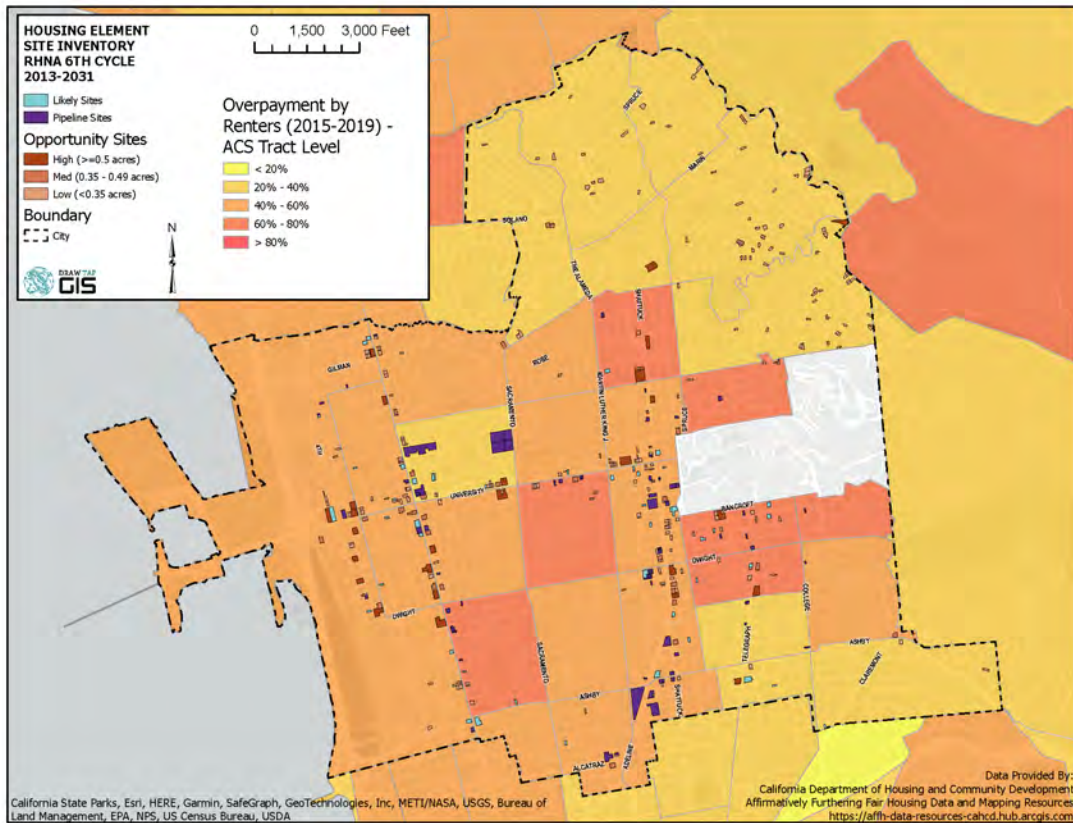 HOUSING ELEMENT
SITE INVENTORY
RHNA 6TH CYCLE
2013-2031
Likely Sites
Pipeline Sites
Opportunity Sites
High (>=0.5 acres)
Med (0.35 - 0.49 acres)
Low (<0.35 acres)
Boundary
City
DRAWTAP
GIS
N
0 1,500 3,000 Feet
Overpayment by
Renters (2015-2019) -
ACS Tract Level
< 20%
20% - 40%
40% - 60%
60% - 80%
> 80%
SPRUCE
MARIN
SOLANO
THE ALAMEDA
SHATTUCK
GILMAN
ROSE
SACRAMENTO
MARTIN LUTHER KING J
6TH
UNIVERSITY
BANCROFT
DWIGHT
DWIGHT
COLLEGE
TELEGRAPH
ASHBY
CLAREMONT
SACRAMENTO
ASHBY
SHATTUCK
ADELINE
ALCATRAZ
California State Parks, Esri, HERE, Garmin, SafeGraph, GeoTechnologies, Inc, METI/NASA, USGS, Bureau of
Land Management, EPA, NPS, US Census Bureau, USDA
Data Provided By:
California Department of Housing and Community Development
Affirmatively Furthering Fair Housing Data and Mapping Resources
https://affh-data-resources-cahcd.hub.arcgis.com